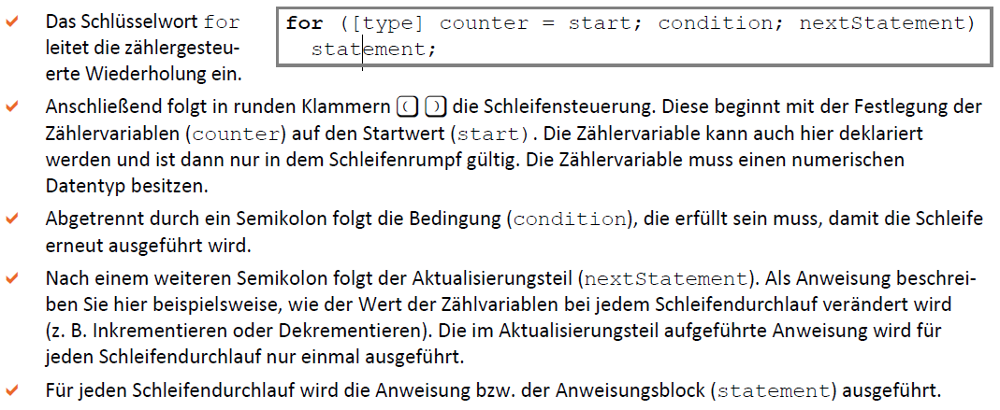 Das Schlüsselwort for
leitet die zählergesteu-
erte Wiederholung ein.
for ([type] counter = start; condition; nextStatement)
statement;
Anschließend folgt in runden Klammern ( ) die Schleifensteuerung. Diese beginnt mit der Festlegung der
Zählervariablen (counter) auf den Startwert (start). Die Zählervariable kann auch hier deklariert
werden und ist dann nur in dem Schleifenrumpf gültig. Die Zählervariable muss einen numerischen
Datentyp besitzen.
Abgetrennt durch ein Semikolon folgt die Bedingung (condition), die erfüllt sein muss, damit die Schleife
erneut ausgeführt wird.
Nach einem weiteren Semikolon folgt der Aktualisierungsteil (nextStatement). Als Anweisung beschrei-
ben Sie hier beispielsweise, wie der Wert der Zählvariablen bei jedem Schleifendurchlauf verändert wird
(z. B. Inkrementieren oder Dekrementieren). Die im Aktualisierungsteil aufgeführte Anweisung wird für
jeden Schleifendurchlauf nur einmal ausgeführt.
Für jeden Schleifendurchlauf wird die Anweisung bzw. der Anweisungsblock (statement) ausgeführt.